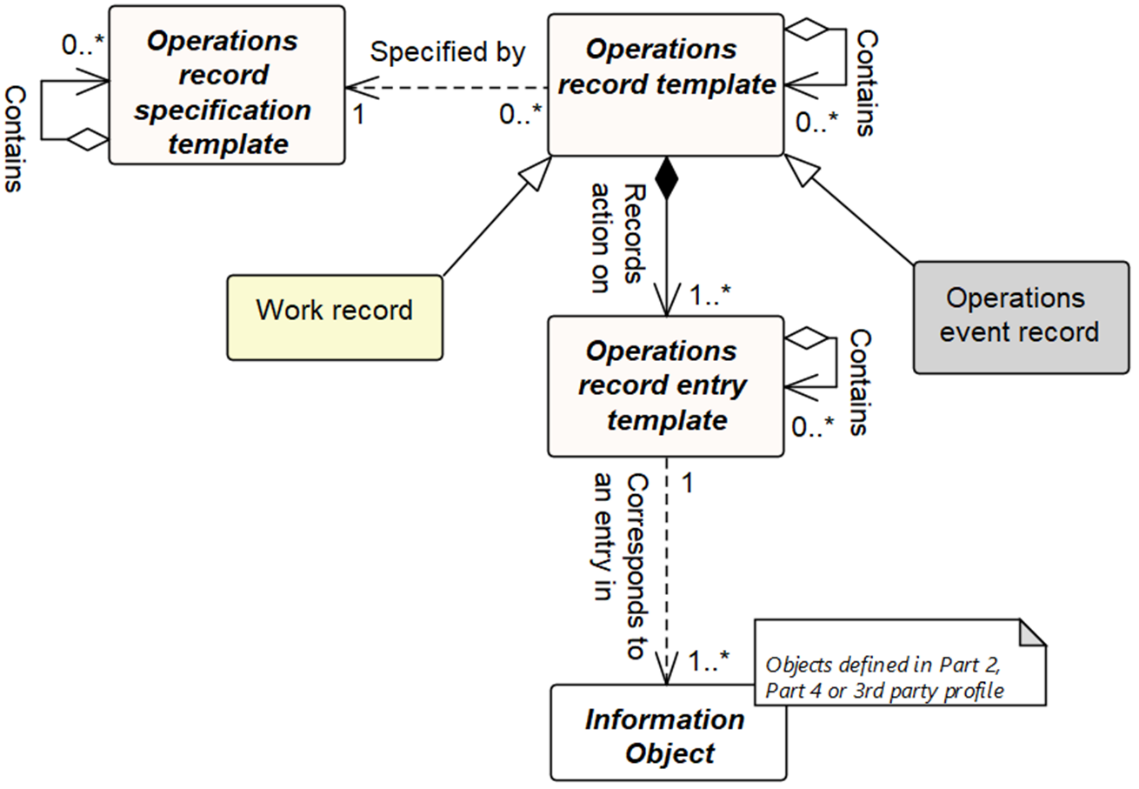 Operations
record
specification
template
0..*
Contains
Specified by
1
0..*
Operations
record template
Contains
0..*
Records
action on
1..*
Work record
Operations
event record
Operations
record entry
template
Contains
0..*
1
Corresponds to
an entry in
1..*
Objects defined in Part 2,
Part 4 or 3rd party profile
Information
Object